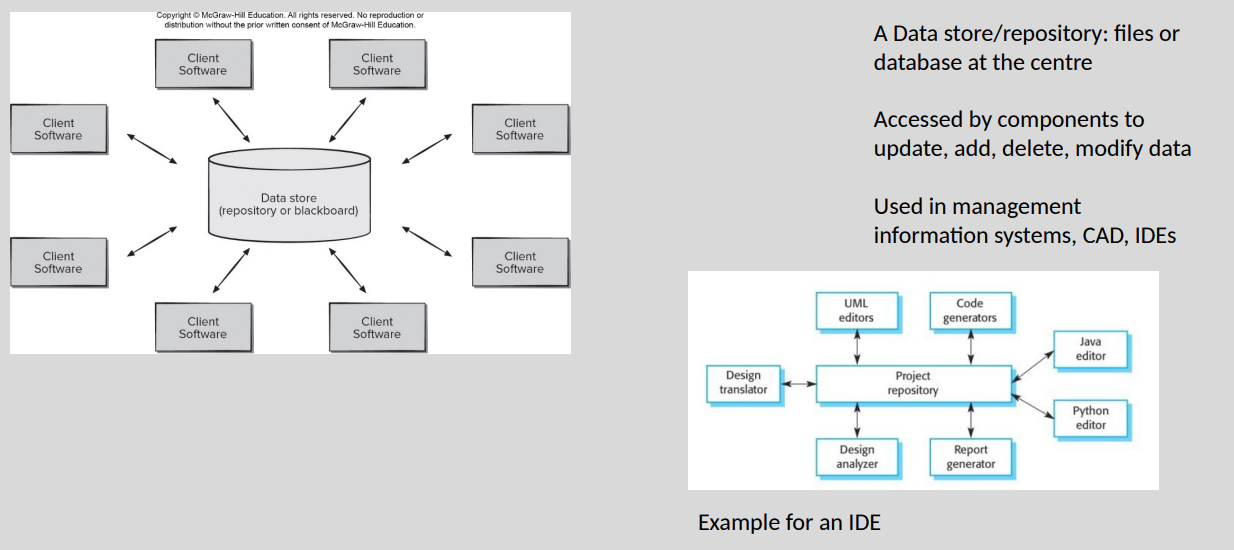 Copyright © McGraw-Hill Education. All rights reserved. No reproduction or
distribution without the prior written consent of McGraw-Hill Education.
Client
Software
Client
Software
Client
Software
Client
Software
Data store
(repository or blackboard)
Client
Software
Client
Software
Client
Software
Client
Software
A Data store/repository: files or
database at the centre
Accessed by components to
update, add, delete, modify data
Used in management
information systems, CAD, IDEs
UML
editors
Code
generators
Java
editor
Design
translator
Project
repository
Python
editor
Design
analyzer
Report
generator
Example for an IDE